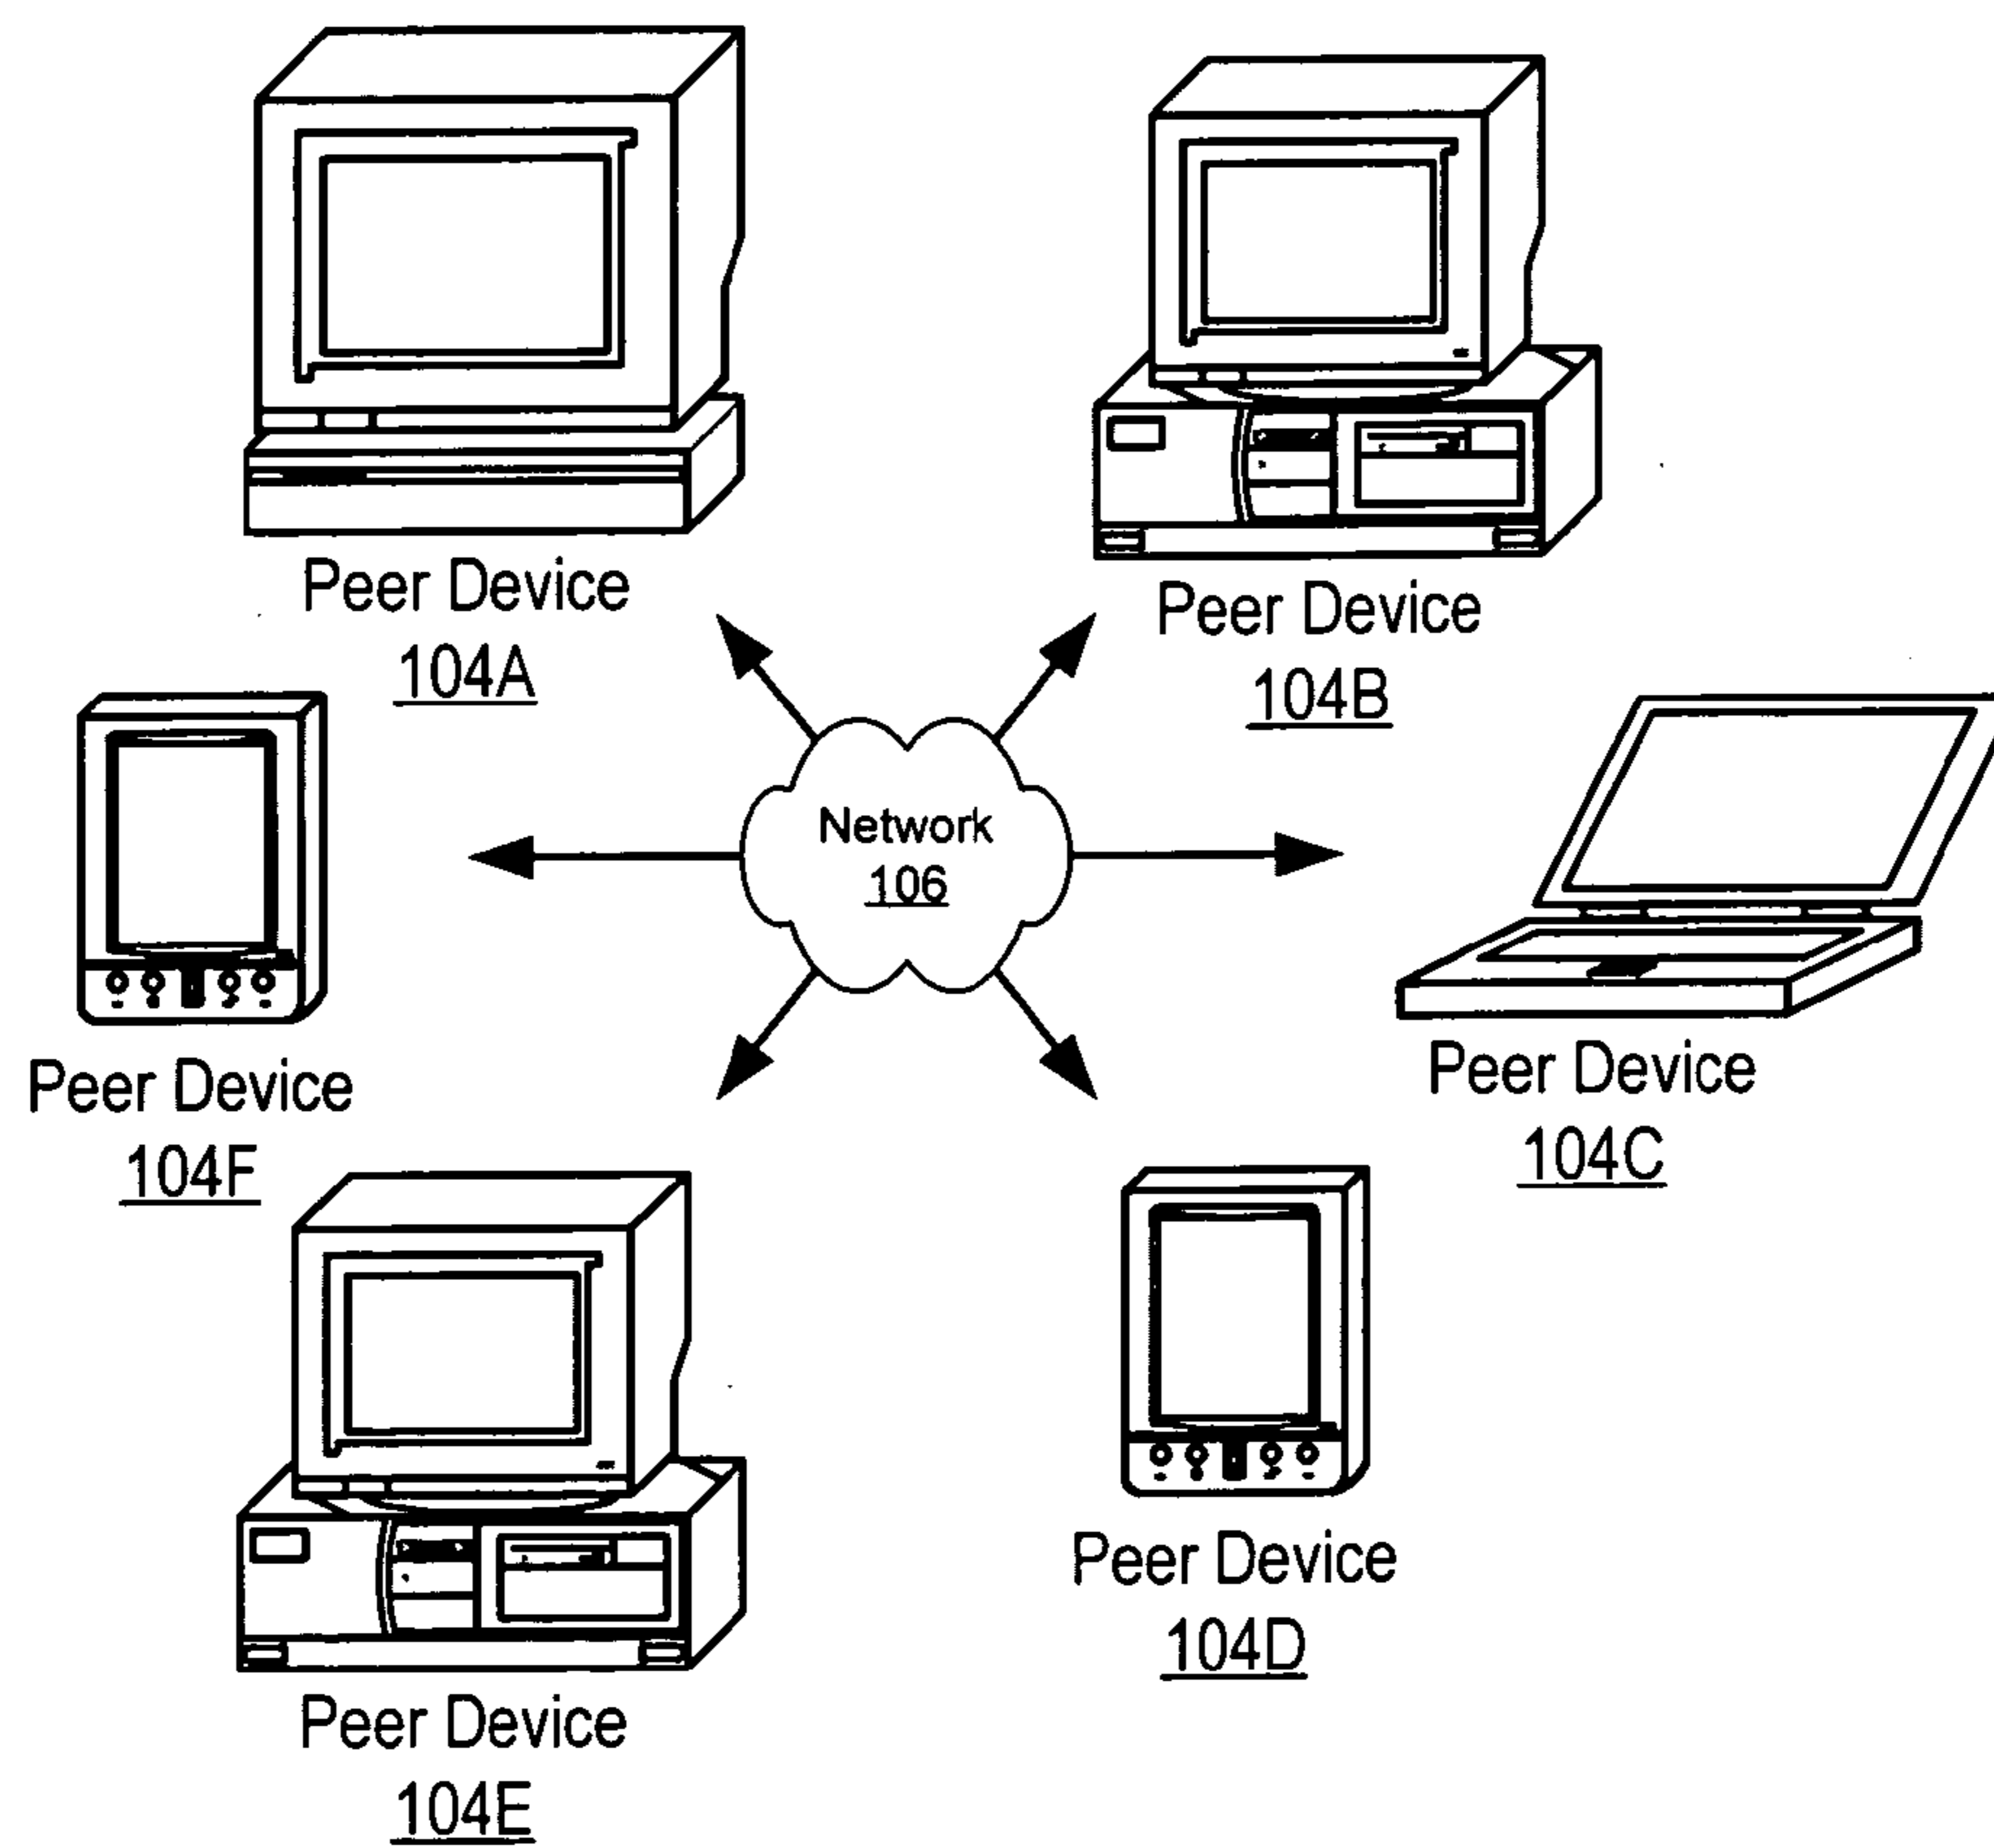 Peer Device
104A
Peer Device
104B
Network
106
Peer Device
104F
Peer Device
104C
Peer Device
104D
Peer Device
104E